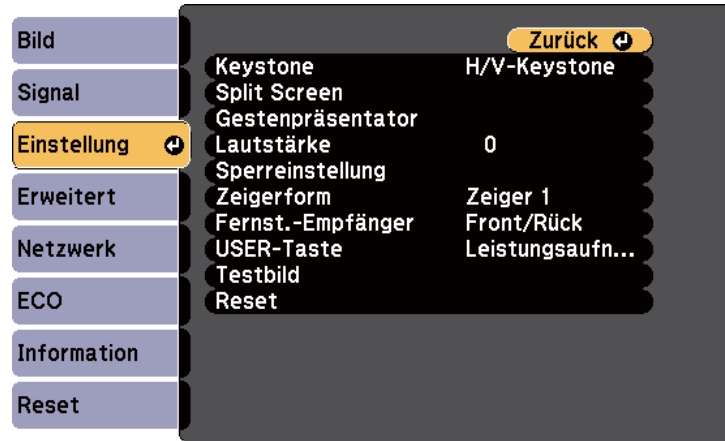 Bild
Signal
Einstellung
Erweitert
Netzwerk
ECO
Information
Reset
Zurück
Keystone H/V-Keystone
Split Screen
Gestenpräsentator
Lautstärke 0
Sperreinstellung
Zeigerform Zeiger 1
Fernst.-Empfänger Front/Rück
USER-Taste Leistungsaufn...
Testbild
Reset